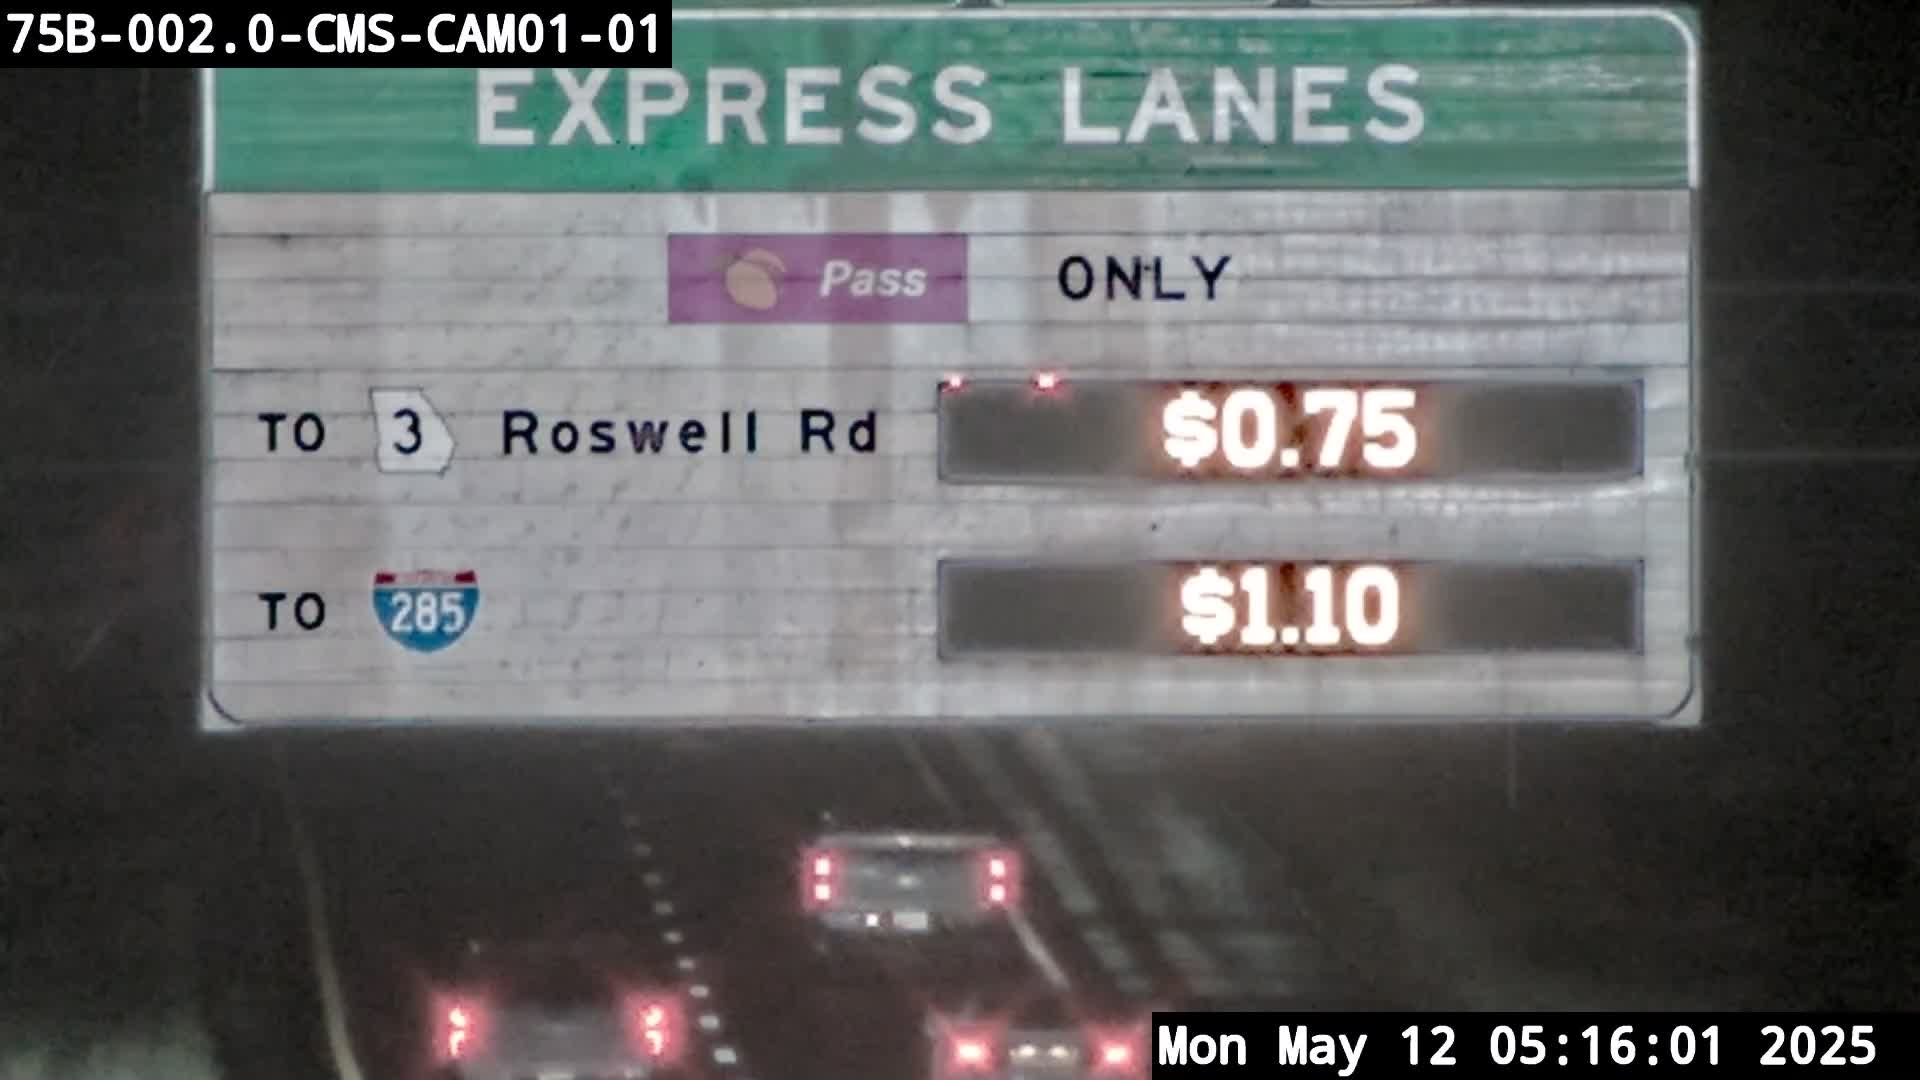 75B-002.0-CMS-CAM01-01
EXPRESS LANES
Pass ONLY
TO 3 Roswell Rd $0.75
TO 285 $1.10
Mon May 12 05:16:01 2025